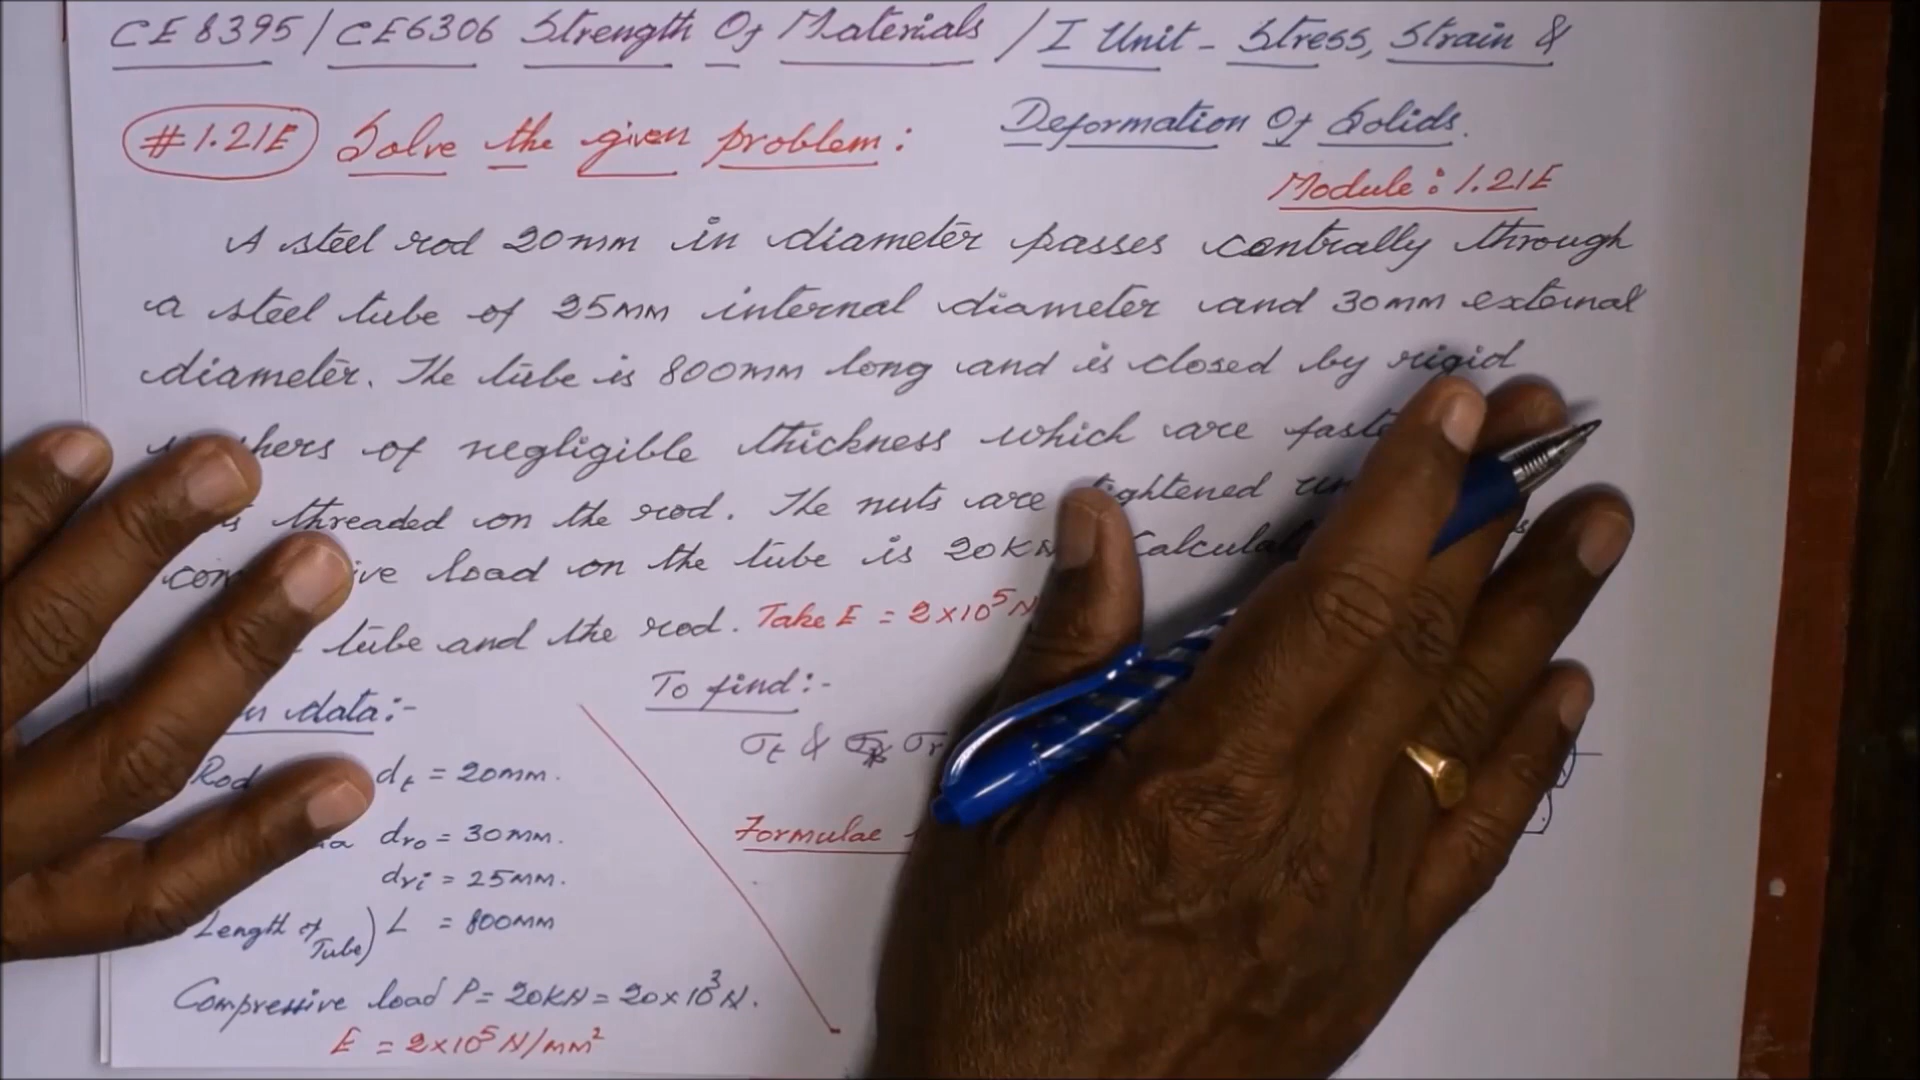 CE 8395 / CE6306 Strength Of Materials / I Unit - Stress, Strain &
Deformation Of Solids.
#1.21E Solve the given problem:
Module: 1.21E
A steel rod 20mm in diameter passes centrally through
a steel tube of 25mm internal diameter and 30mm external
diameter. The tube is 800mm long and is closed by rigid
of negligible thickness which are
threaded on the rod. The nuts are tightened
load on the tube is 20KN
tube and the rod. Take E = 2×10⁵ N
data:-
Rod dt = 20mm.
dro = 30mm.
dri = 25mm.
Length of Tube) L = 800mm
Compressive load P = 20KN = 20×10³ N.
E = 2×10⁵ N/mm²
To find:-
σt & σr
Formulae